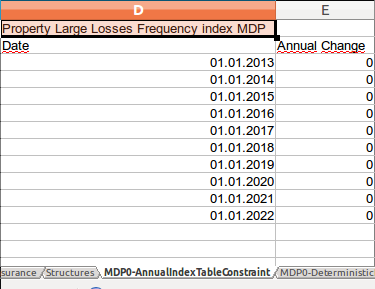 D E
Property Large Losses Frequency index MDP
Date Annual Change
01.01.2013 0
01.01.2014 0
01.01.2015 0
01.01.2016 0
01.01.2017 0
01.01.2018 0
01.01.2019 0
01.01.2020 0
01.01.2021 0
01.01.2022 0
surance Structures MDP0-AnnualIndexTableConstraint MDP0-Deterministic